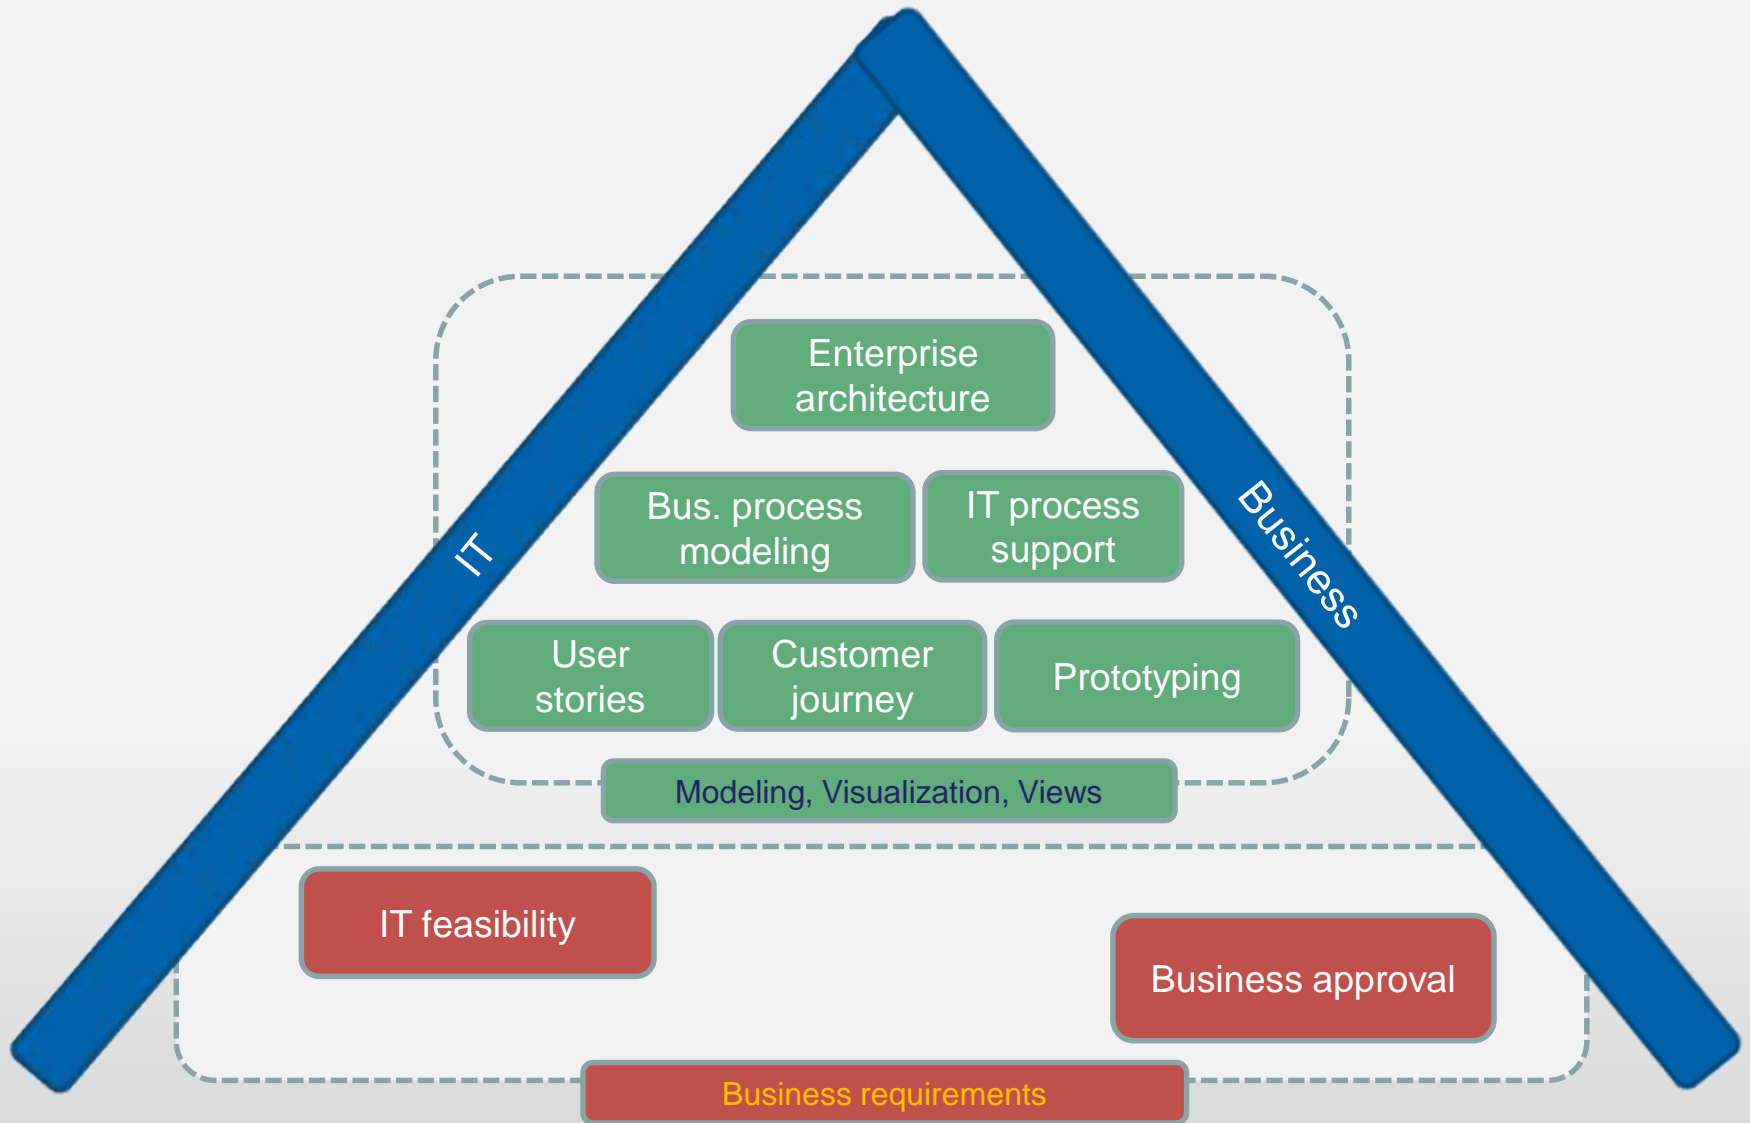 Enterprise
architecture
Bus. process
modeling
IT process
support
IT
Business
User
stories
Customer
journey
Prototyping
Modeling, Visualization, Views
IT feasibility
Business approval
Business requirements